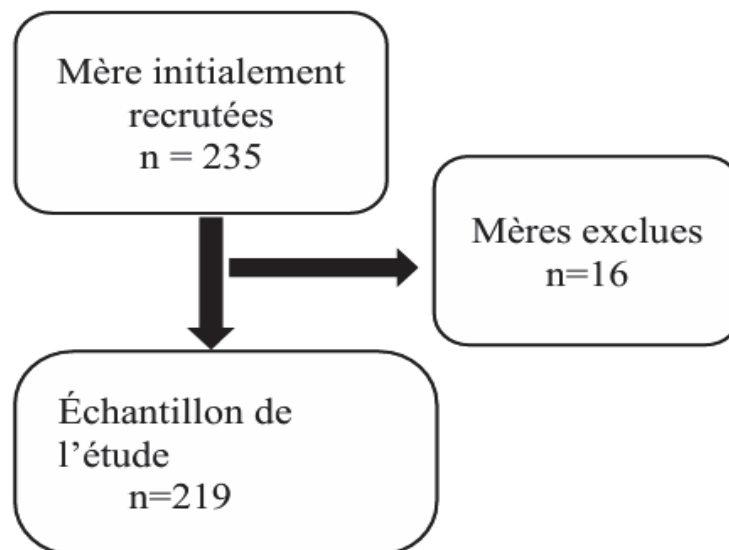 Mère initialement
recrutées
n = 235
Mères exclues
n=16
Échantillon de
l’étude
n=219